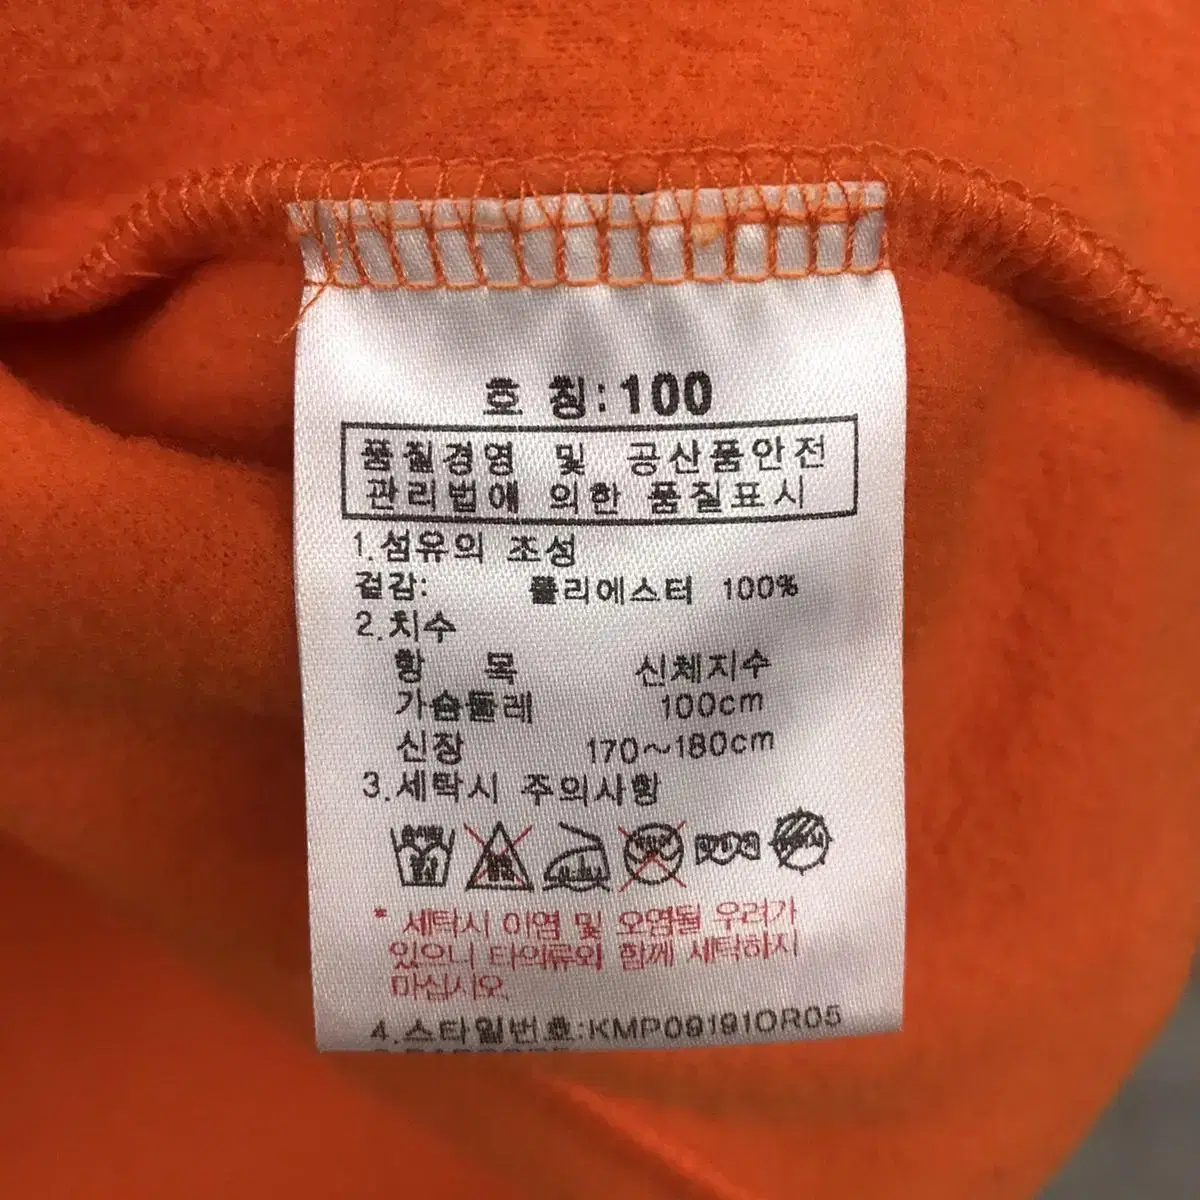 호 칭:100
품질경영 및 공산품안전
관리법에 의한 품질표시
1.섬유의 조성
겉감: 폴리에스터 100%
2.치수
항 목 신체지수
가슴둘레 100cm
신장 170~180cm
3.세탁시 주의사항
* 세탁시 이염 및 오염될 우려가
있으니 타의류와 함께 세탁하지
마십시오.
4.스타일번호:KMP09191OR05